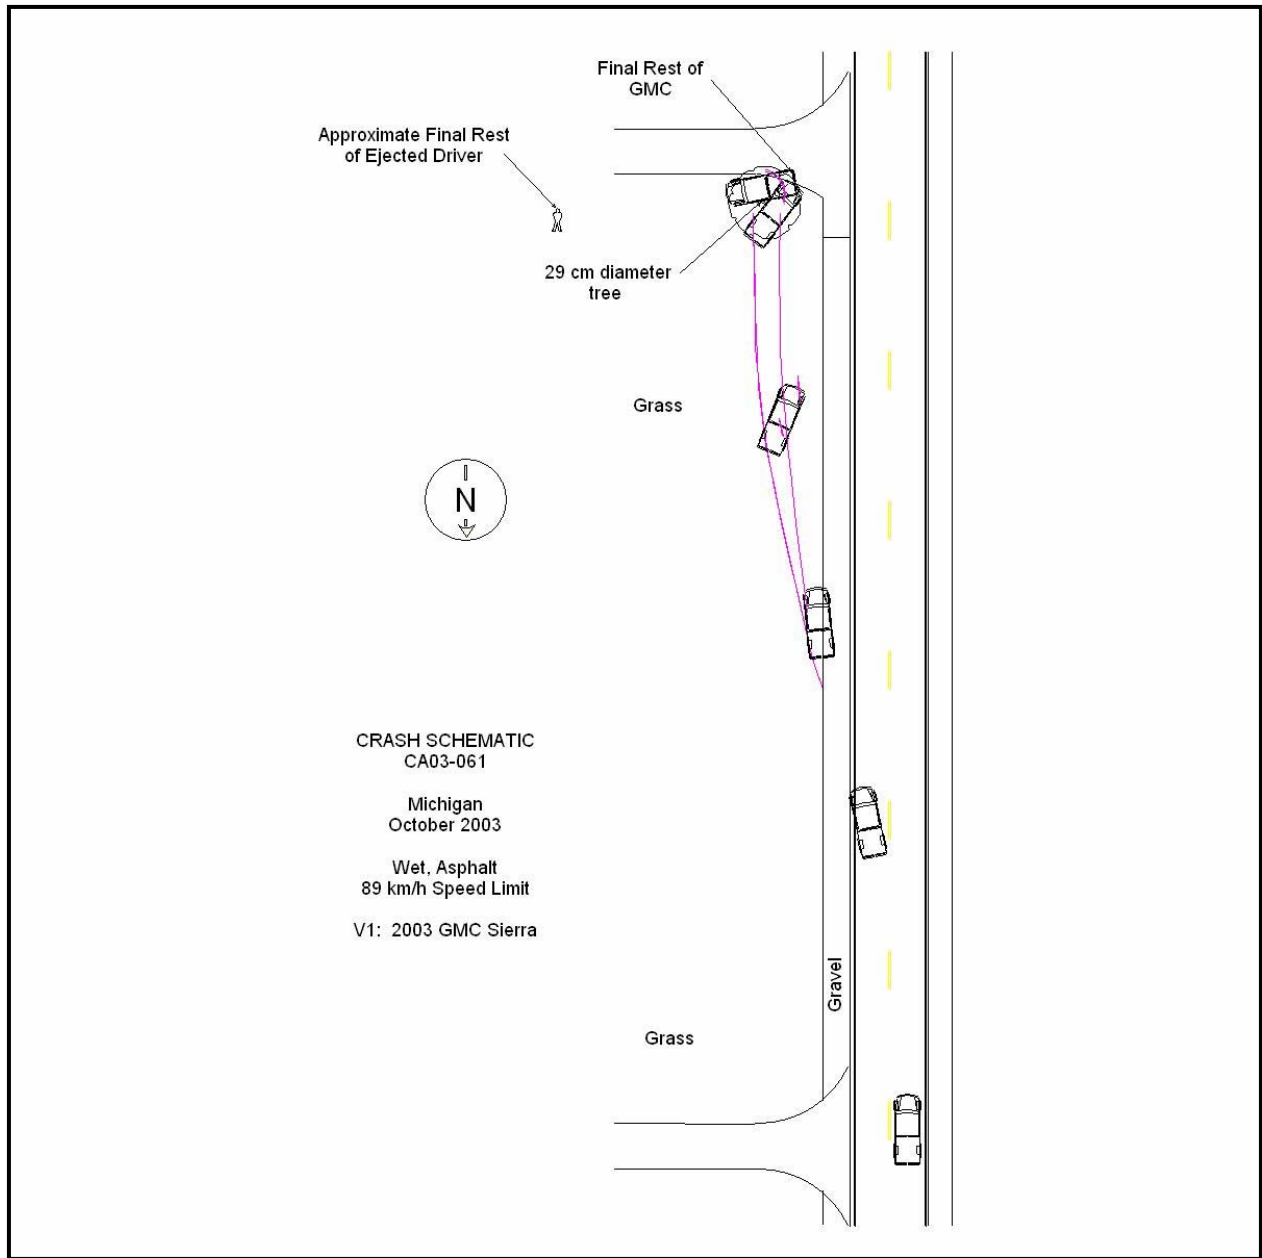 Final Rest of
GMC
Approximate Final Rest
of Ejected Driver
29 cm diameter
tree
Grass
N
CRASH SCHEMATIC
CA03-061
Michigan
October 2003
Wet, Asphalt
89 km/h Speed Limit
V1: 2003 GMC Sierra
Gravel
Grass